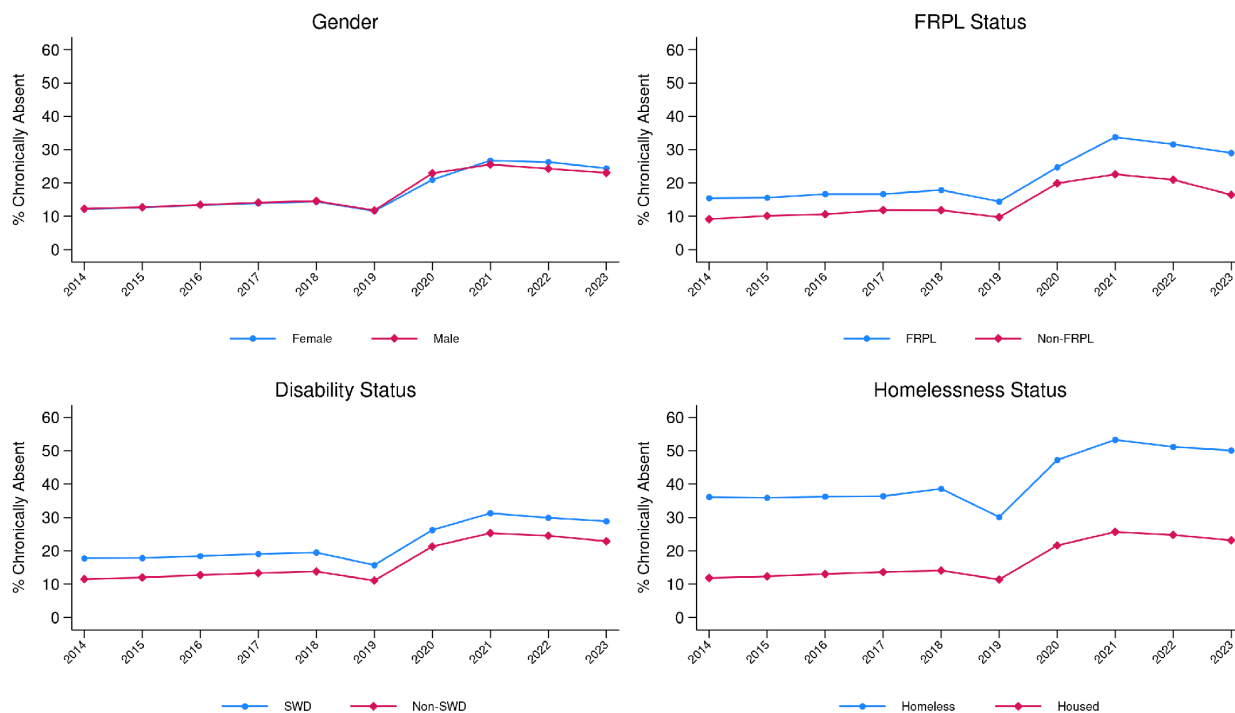 Gender
% Chronically Absent
60
50
40
30
20
10
0
2014 2015 2016 2017 2018 2019 2020 2021 2022 2023
Female Male
FRPL Status
% Chronically Absent
60
50
40
30
20
10
0
2014 2015 2016 2017 2018 2019 2020 2021 2022 2023
FRPL Non-FRPL
Disability Status
% Chronically Absent
60
50
40
30
20
10
0
2014 2015 2016 2017 2018 2019 2020 2021 2022 2023
SWD Non-SWD
Homelessness Status
% Chronically Absent
60
50
40
30
20
10
0
2014 2015 2016 2017 2018 2019 2020 2021 2022 2023
Homeless Housed